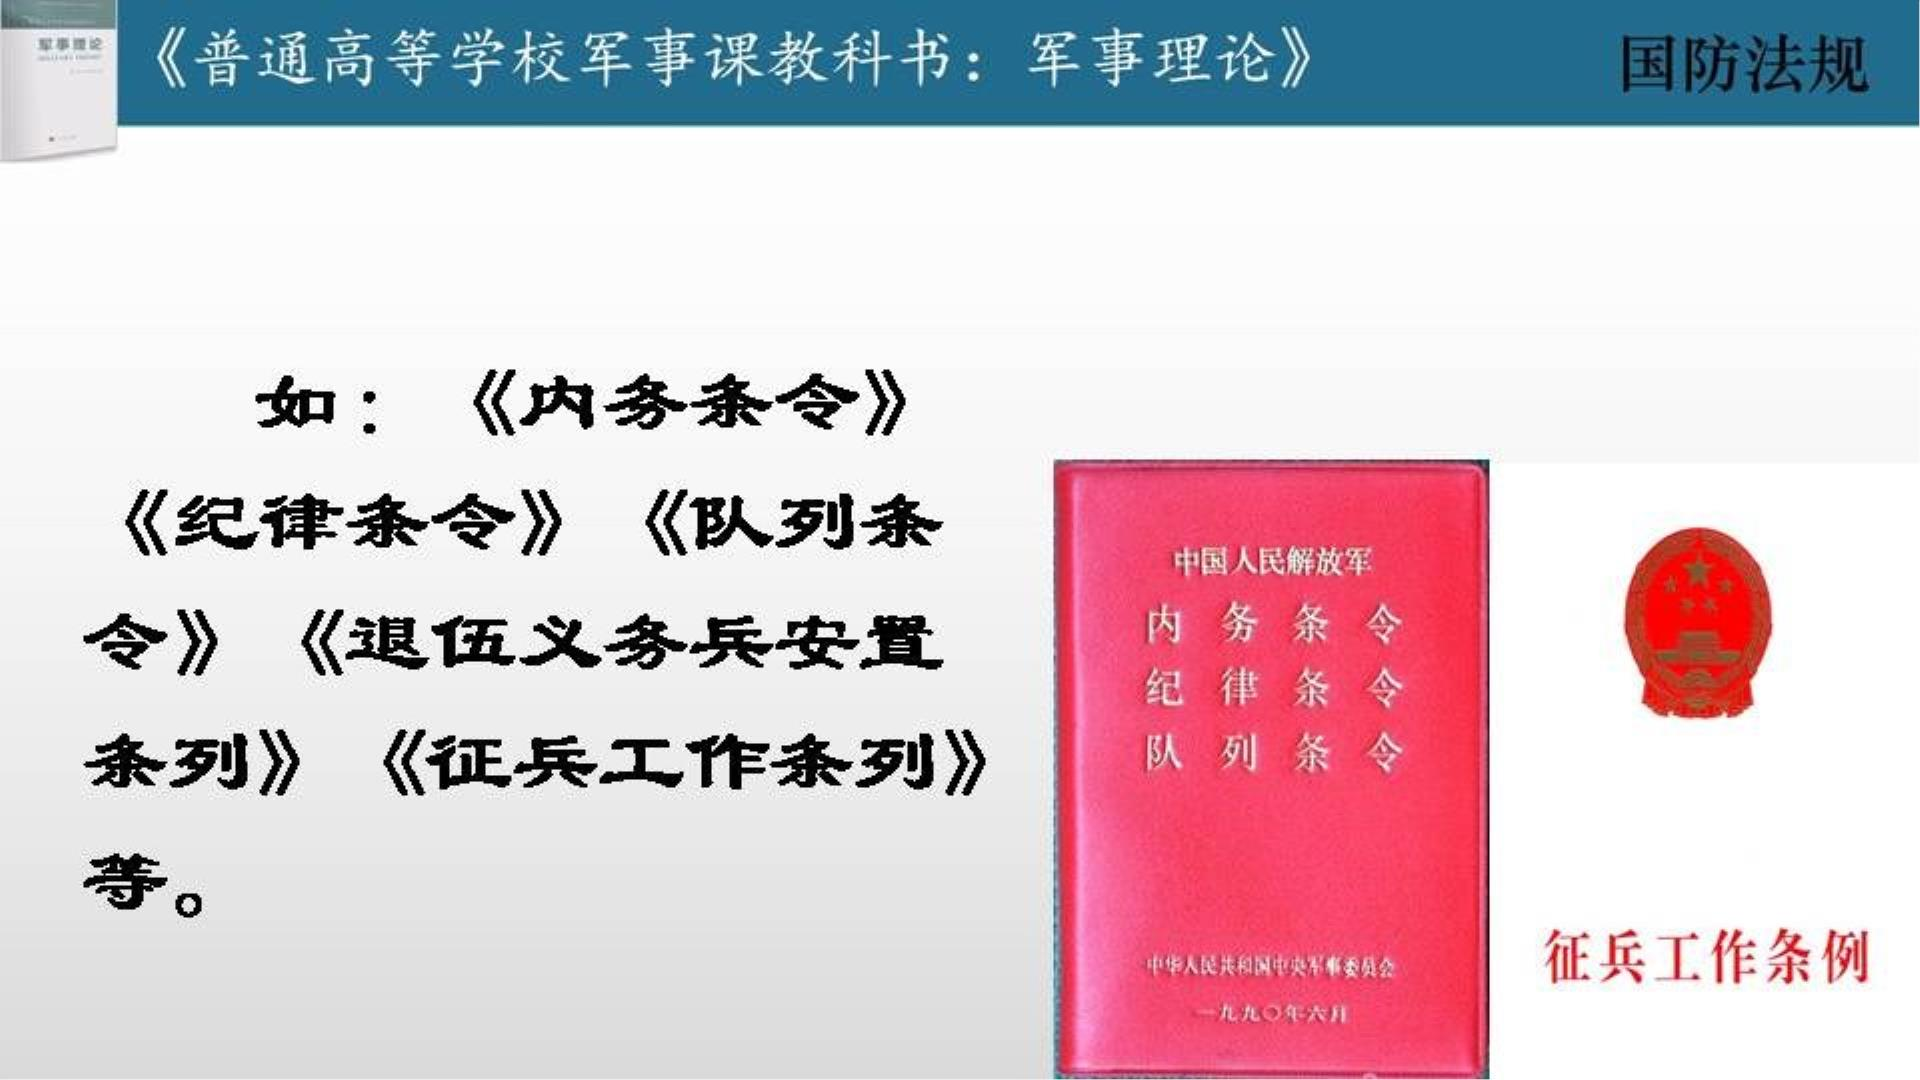 军事理论
《普通高等学校军事课教科书：军事理论》
国防法规
如：《内务条令》
《纪律条令》《队列条
令》《退伍义务兵安置
条列》《征兵工作条列》
等。
中国人民解放军
内务条令
纪律条令
队列条令
中华人民共和国中央军事委员会
一九九〇年六月
征兵工作条例